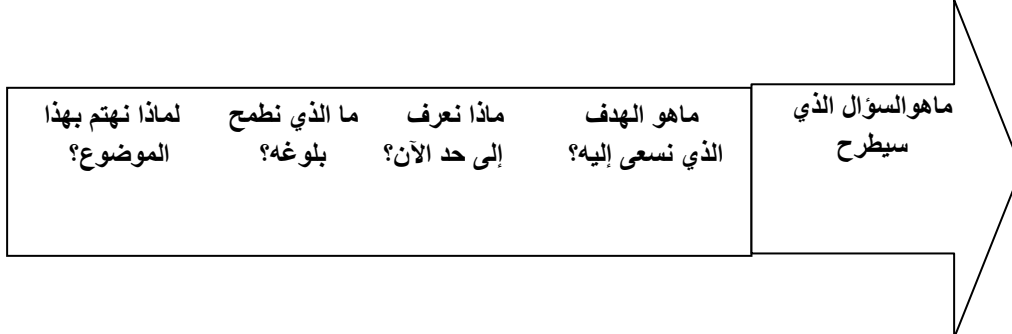 ماهوالسؤال الذي
سيطرح
ماهو الهدف
الذي نسعى إليه؟
ماذا نعرف
إلى حد الآن؟
ما الذي نطمح
بلوغه؟
لماذا نهتم بهذا
الموضوع؟